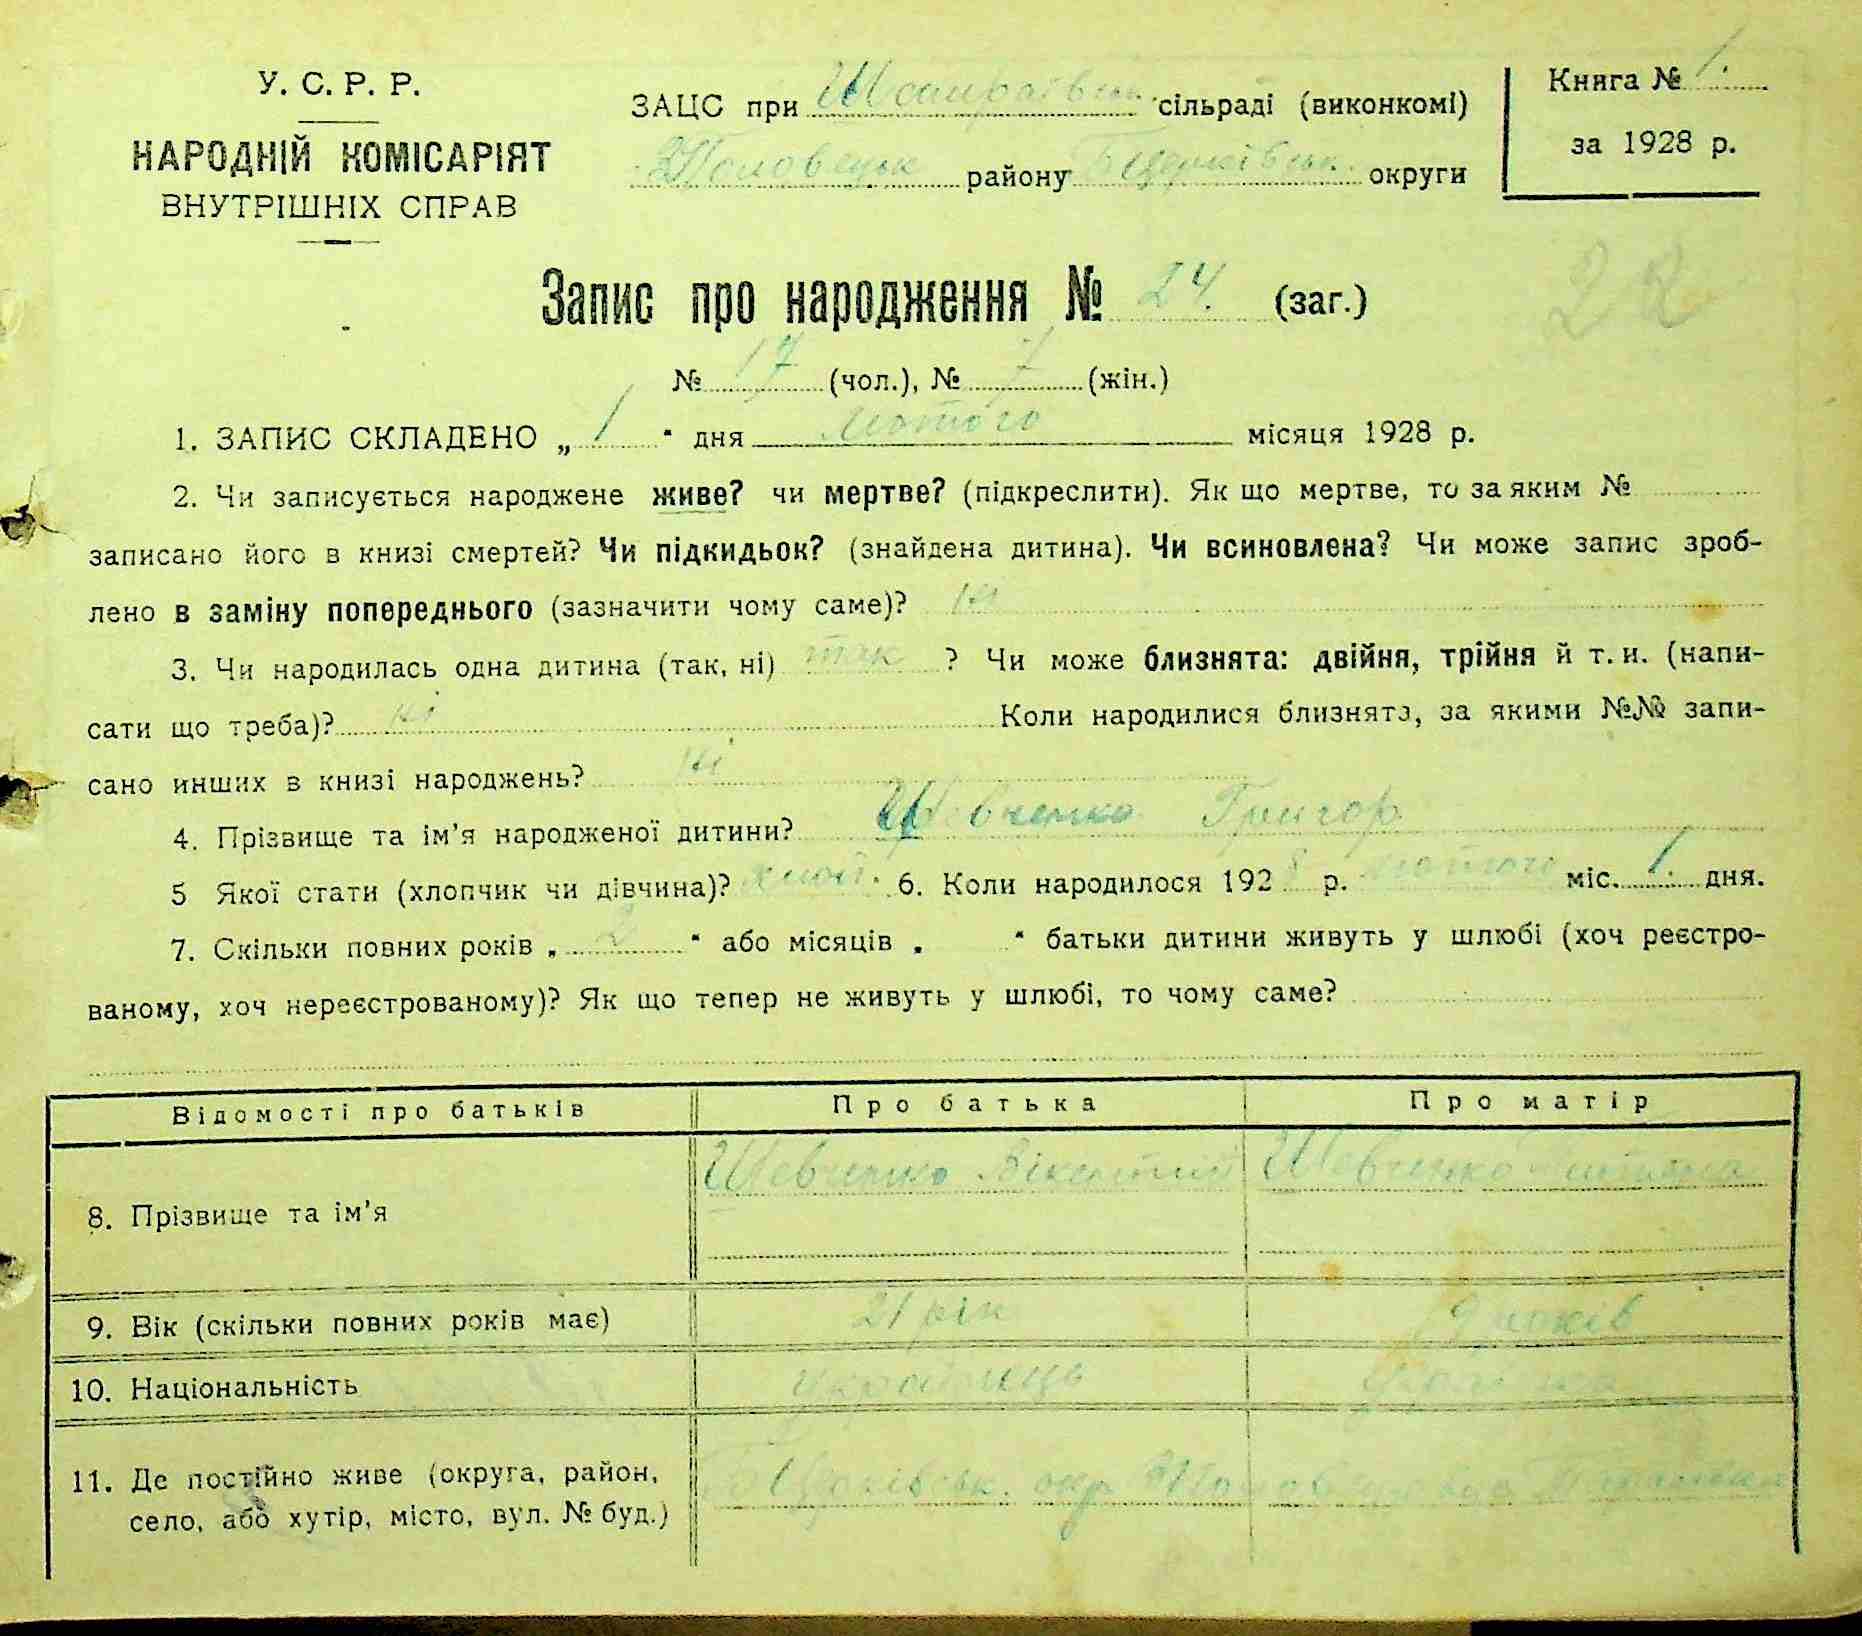 У. С. Р. Р.
НАРОДНІЙ КОМІСАРІЯТ
ВНУТРІШНІХ СПРАВ
ЗАЦС при сільраді (виконкомі)
району округи
Книга № 1.
за 1928 р.
Запис про народження № 24. (заг.)
22
№ 17 (чол.), № 7 (жін.)
1. ЗАПИС СКЛАДЕНО „ 1 “ дня лютого місяця 1928 р.
2. Чи записується народжене живе? чи мертве? (підкреслити). Як що мертве, то за яким №
записано його в книзі смертей? Чи підкидьок? (знайдена дитина). Чи всиновлена? Чи може запис зроб-
лено в заміну попереднього (зазначити чому саме)? ні
3. Чи народилась одна дитина (так, ні) так ? Чи може близнята: двійня, трійня й т. и. (напи-
сати що треба)? ні Коли народилися близнята, за якими №№ запи-
сано инших в книзі народжень? ні
4. Прізвище та ім’я народженої дитини? Шевченко Григор
5 Якої стати (хлопчик чи дівчина)? хлоп. 6. Коли народилося 1928 р. лютого міс. 1. дня.
7. Скільки повних років „ 2 “ або місяців „ “ батьки дитини живуть у шлюбі (хоч реєстро-
ваному, хоч нереєстрованому)? Як що тепер не живуть у шлюбі, то чому саме?
Відомості про батьків Про батька Про матір
8. Прізвище та ім’я Шевченко Вікентий Шевченко
9. Вік (скільки повних років має) 21 рік 19 років
10. Національність Українець Українка
11. Де постійно живе (округа, район,
село, або хутір, місто, вул. № буд.)
окр.